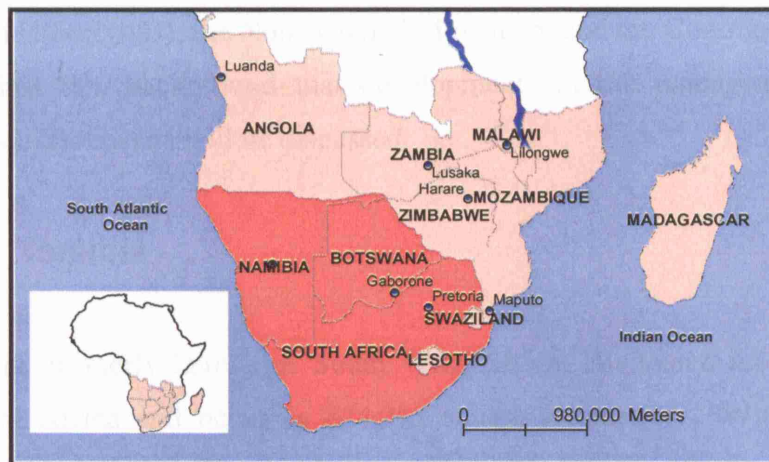 Luanda
ANGOLA
MALAWI
ZAMBIA
Lilongwe
Lusaka
Harare
MOZAMBIQUE
ZIMBABWE
South Atlantic
Ocean
MADAGASCAR
BOTSWANA
NAMIBIA
Gaborone
Pretoria
Maputo
SWAZILAND
Indian Ocean
SOUTH AFRICA
LESOTHO
0
980,000 Meters